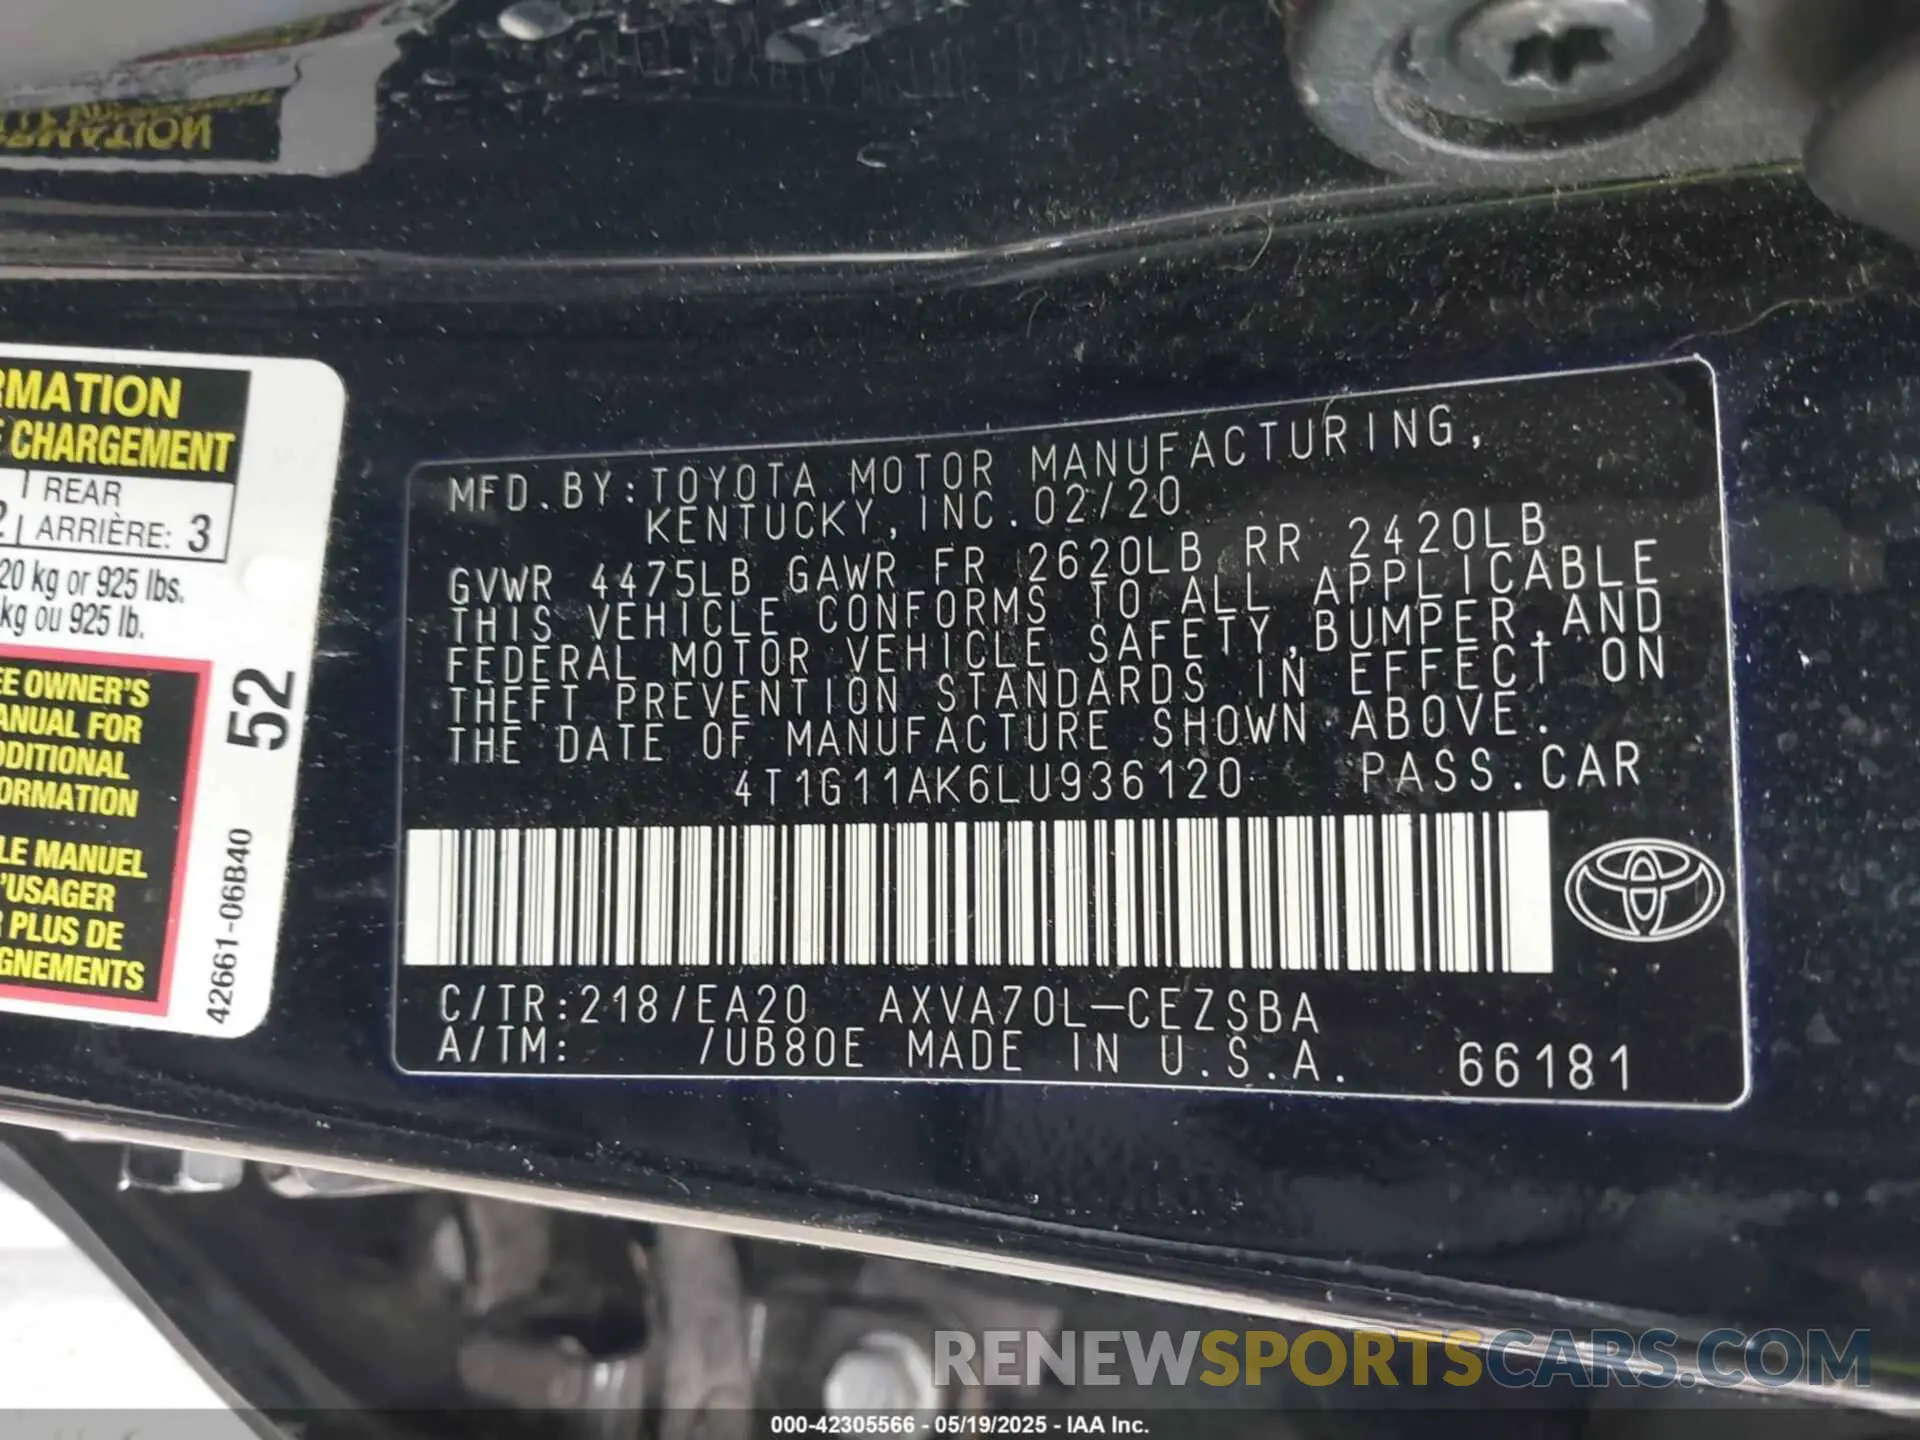 RMATION
E CHARGEMENT
REAR
ARRIÈRE: 3
20 kg or 925 lbs.
kg ou 925 lb.
EE OWNER'S
ANUAL FOR
DDITIONAL
ORMATION
LE MANUEL
'USAGER
R PLUS DE
GNEMENTS
52
42661-06B40
MFD.BY:TOYOTA MOTOR MANUFACTURING,
KENTUCKY,INC.02/20
GVWR 4475LB GAWR FR 2620LB RR 2420LB
THIS VEHICLE CONFORMS TO ALL APPLICABLE
FEDERAL MOTOR VEHICLE SAFETY,BUMPER,AND
THEFT PREVENTION STANDARDS IN EFFECT ON
THE DATE OF MANUFACTURE SHOWN ABOVE.
4T1G11AK6LU936120 PASS.CAR
C/TR:218/EA20 AXVA70L-CEZSBA
A/TM: /UB80E MADE IN U.S.A. 66181
RENEWSPORTSCARS.COM
000-42305566 - 05/19/2025 - IAA Inc.